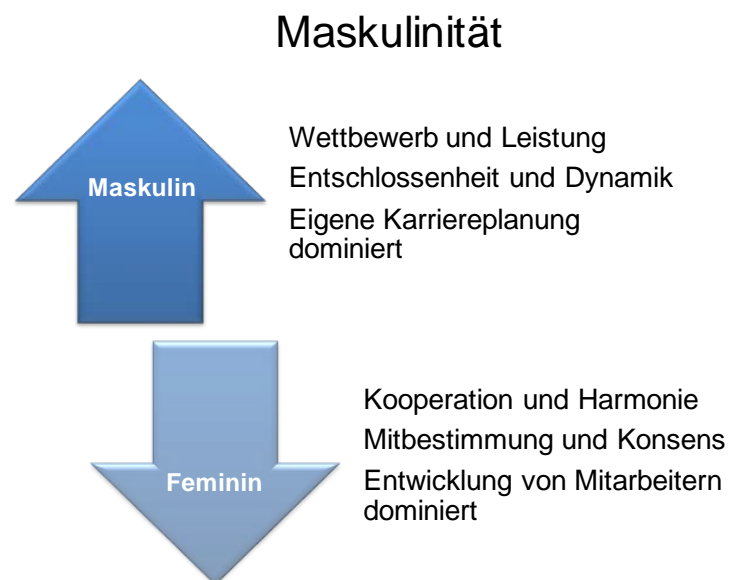 Maskulinität
Maskulin
Wettbewerb und Leistung
Entschlossenheit und Dynamik
Eigene Karriereplanung
dominiert
Feminin
Kooperation und Harmonie
Mitbestimmung und Konsens
Entwicklung von Mitarbeitern
dominiert